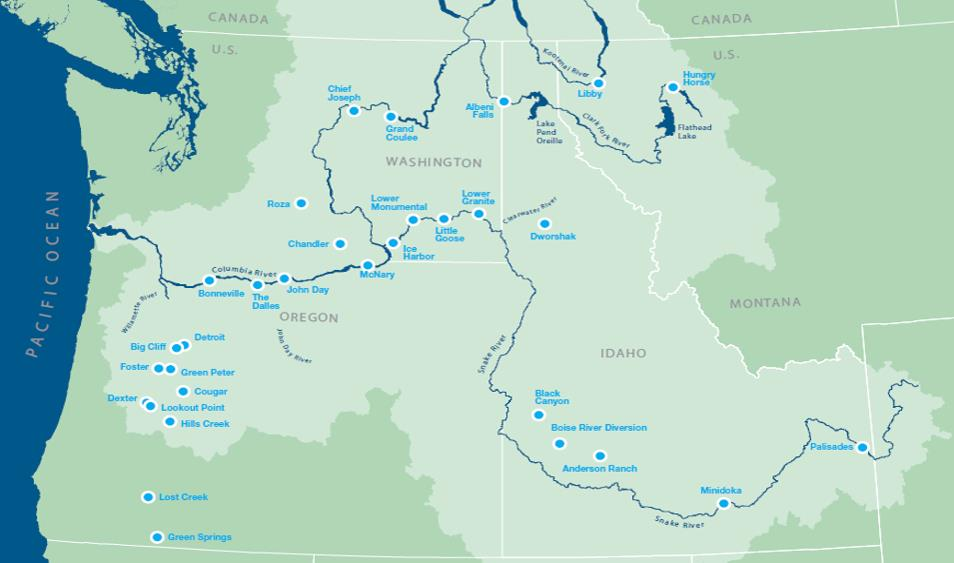 CANADA
CANADA
U.S.
U.S.
Kootenai River
Hungry
Horse
Libby
Chief
Joseph
Albeni
Falls
Grand
Coulee
Lake
Pend
Oreille
Clark Fork River
Flathead
Lake
WASHINGTON
Roza
Lower
Monumental
Lower
Granite
Little
Goose
Clearwater River
Dworshak
Chandler
Ice
Harbor
McNary
PACIFIC OCEAN
Columbia River
Bonneville
The
Dalles
John Day
Willamette River
OREGON
John Day River
MONTANA
IDAHO
Snake River
Detroit
Big Cliff
Foster
Green Peter
Cougar
Dexter
Lookout Point
Hills Creek
Black
Canyon
Boise River Diversion
Anderson Ranch
Palisades
Minidoka
Snake River
Lost Creek
Green Springs